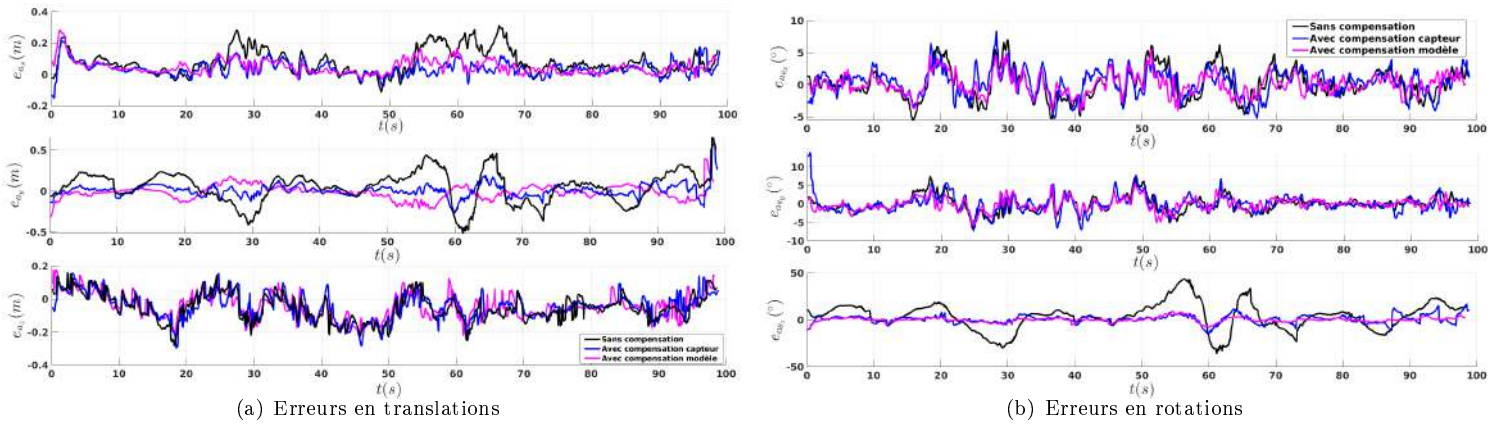 0.4
0.2
0
-0.2
0 10 20 30 40 50 60 70 80 90 100
t(s)
0.5
0
-0.5
0 10 20 30 40 50 60 70 80 90 100
t(s)
0.2
0
-0.2
-0.4
Sans compensation
Avec compensation capteur
Avec compensation modèle
0 10 20 30 40 50 60 70 80 90 100
t(s)
(a) Erreurs en translations
10
5
0
-5
Sans compensation
Avec compensation capteur
Avec compensation modèle
0 10 20 30 40 50 60 70 80 90 100
t(s)
10
5
0
-5
-10
0 10 20 30 40 50 60 70 80 90 100
t(s)
50
0
-50
0 10 20 30 40 50 60 70 80 90 100
t(s)
(b) Erreurs en rotations